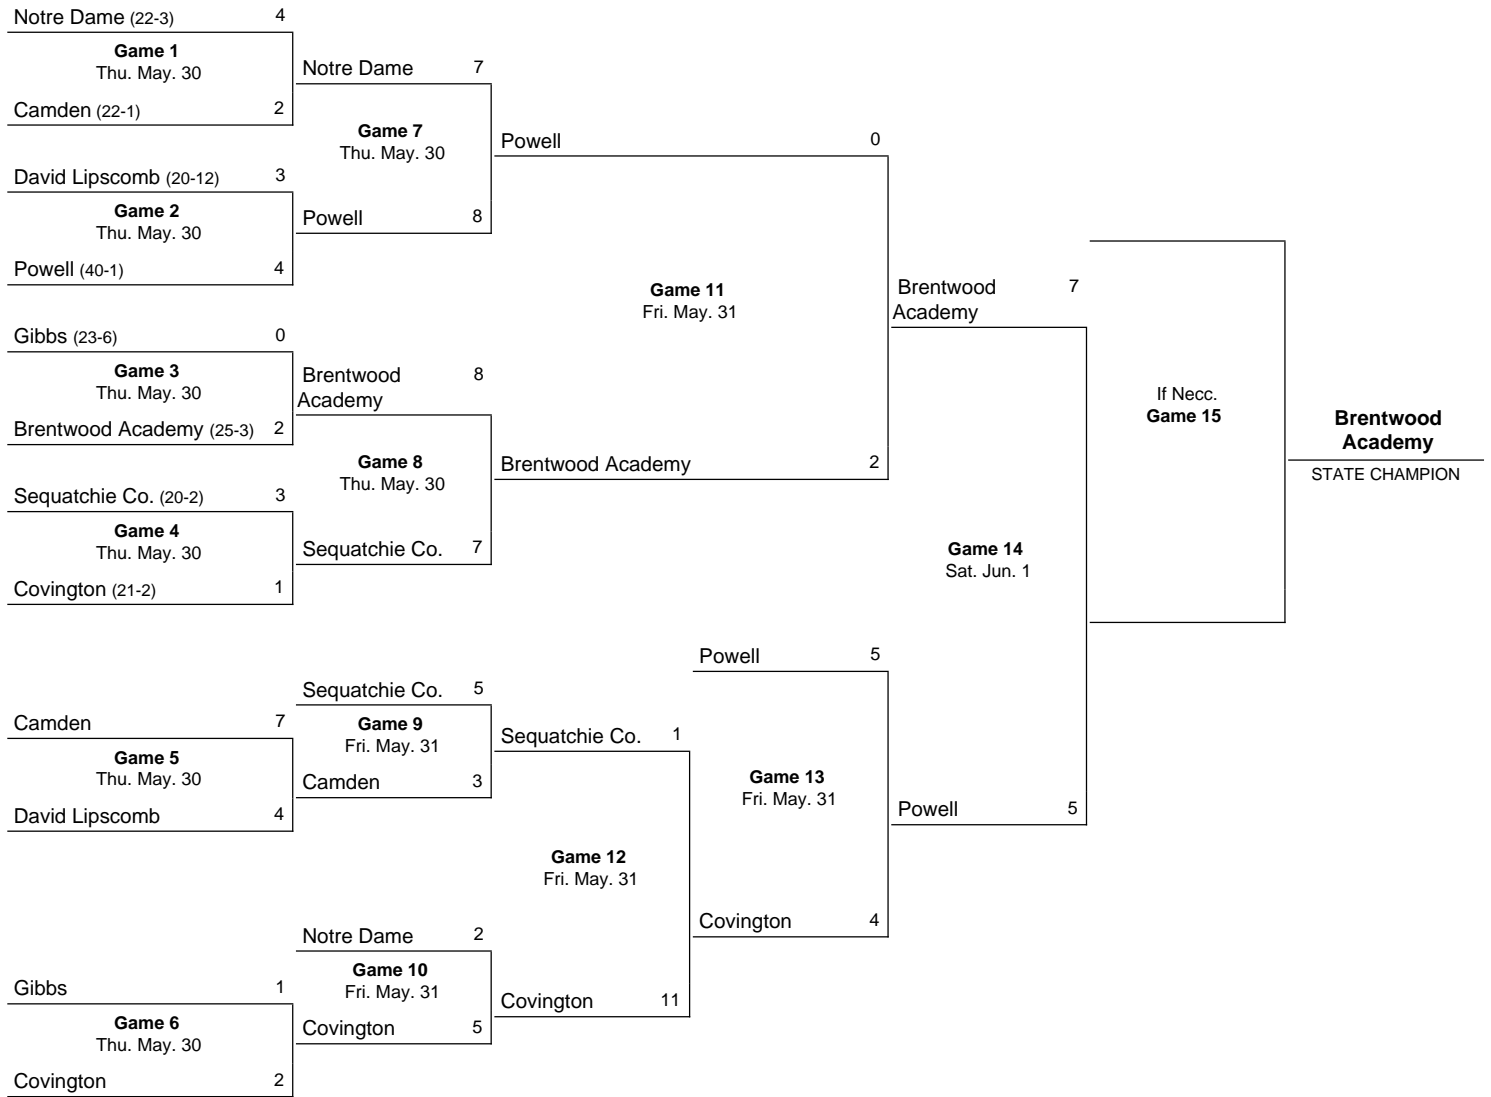 Notre Dame (22-3) 4
Game 1
Thu. May. 30
Camden (22-1) 2
David Lipscomb (20-12) 3
Game 2
Thu. May. 30
Powell (40-1) 4
Gibbs (23-6) 0
Game 3
Thu. May. 30
Brentwood Academy (25-3) 2
Sequatchie Co. (20-2) 3
Game 4
Thu. May. 30
Covington (21-2) 1
Camden 7
Game 5
Thu. May. 30
David Lipscomb 4
Gibbs 1
Game 6
Thu. May. 30
Covington 2
Notre Dame 7
Game 7
Thu. May. 30
Powell 8
Brentwood 8
Academy
Game 8
Thu. May. 30
Sequatchie Co. 7
Sequatchie Co. 5
Game 9
Fri. May. 31
Camden 3
Notre Dame 2
Game 10
Fri. May. 31
Covington 5
Powell 0
Game 11
Fri. May. 31
Brentwood Academy 2
Sequatchie Co. 1
Game 12
Fri. May. 31
Covington 11
Powell 5
Game 13
Fri. May. 31
Covington 4
Brentwood 7
Academy
Game 14
Sat. Jun. 1
Powell 5
If Necc.
Game 15
Brentwood
Academy
STATE CHAMPION